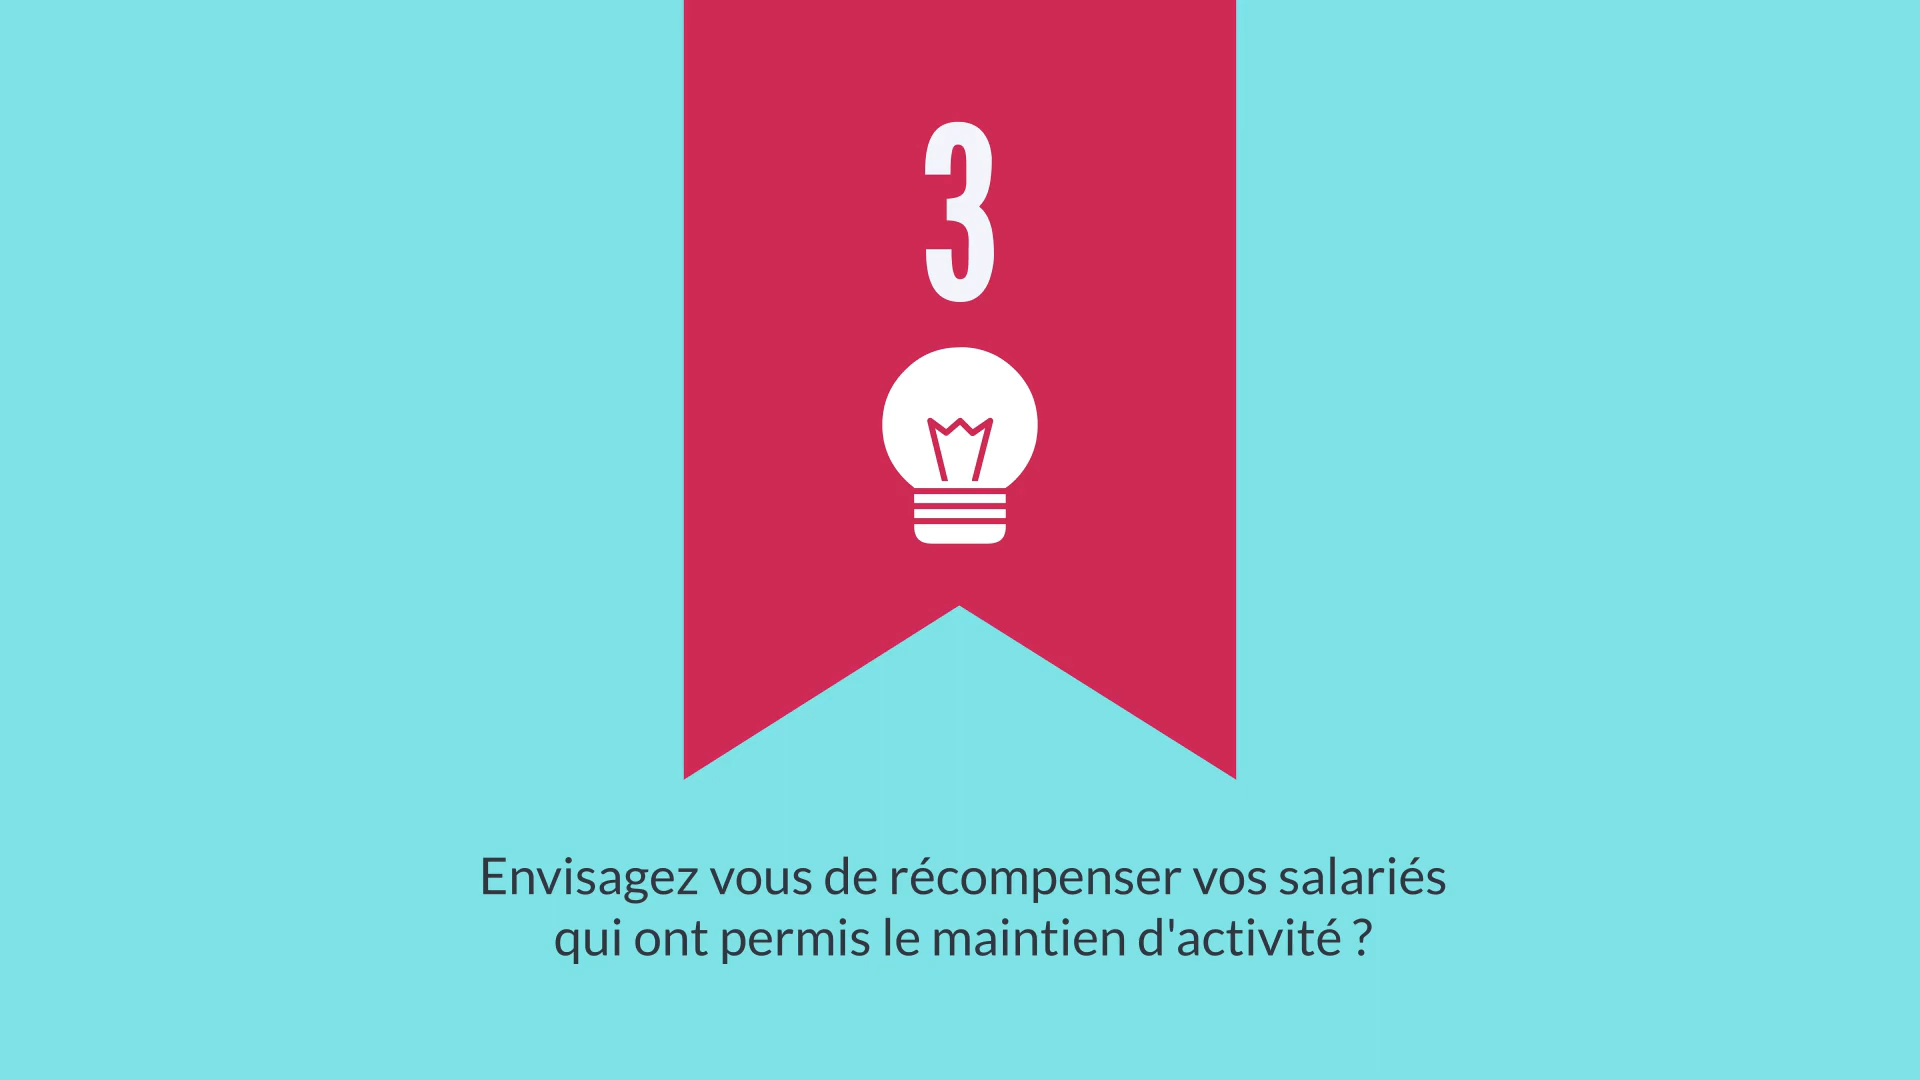 3
Envisagez vous de récompenser vos salariés
qui ont permis le maintien d'activité ?